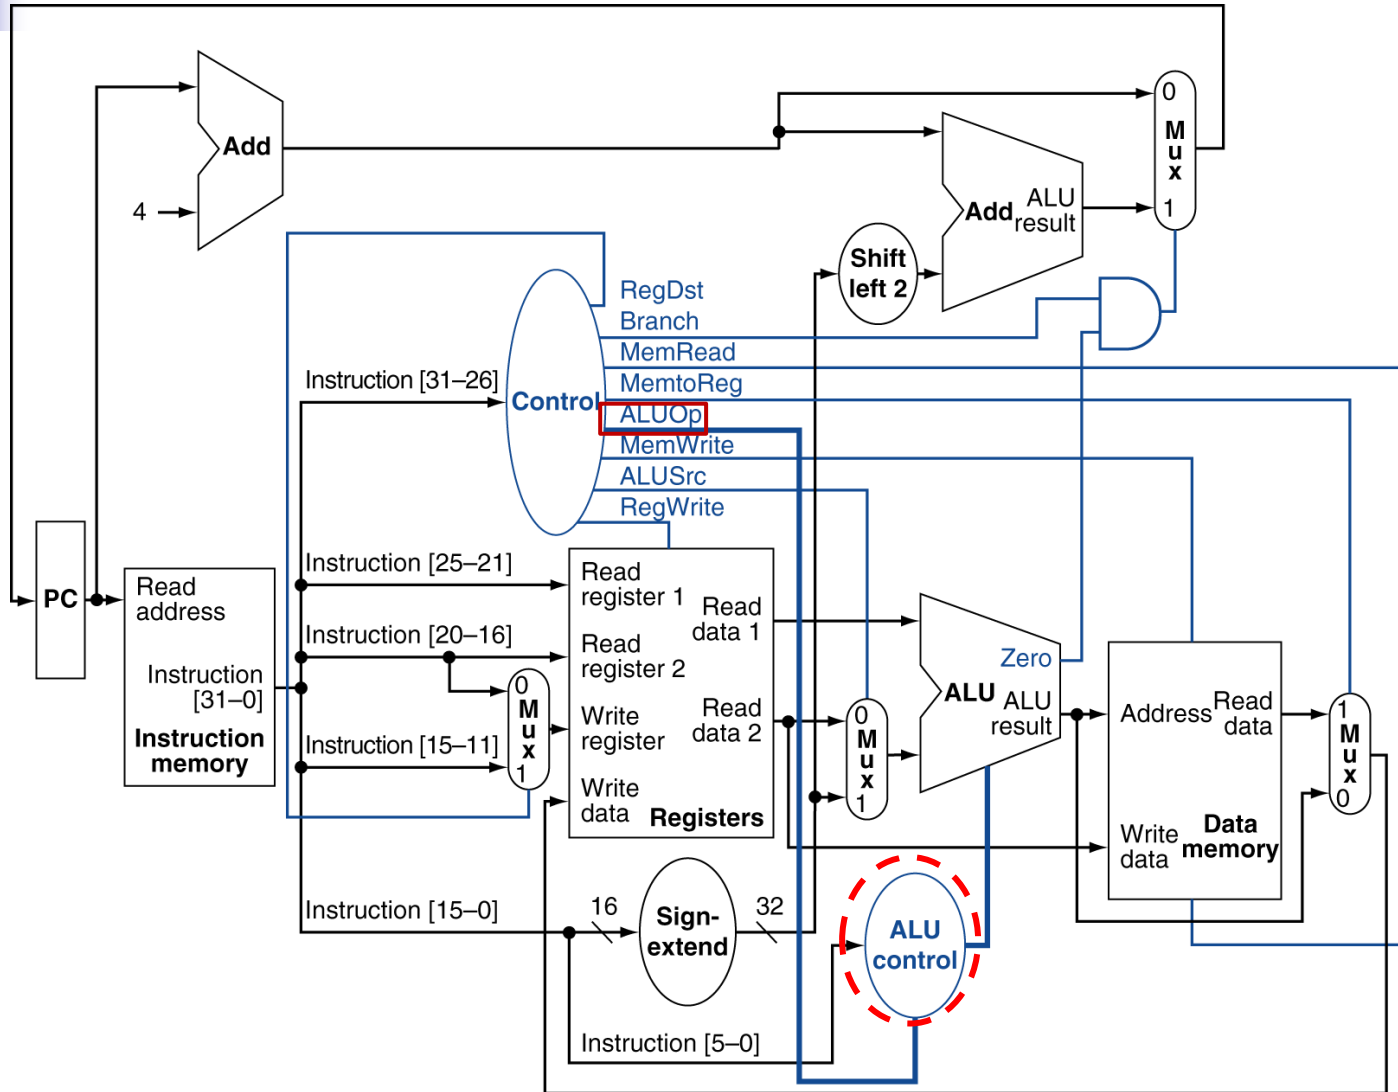 0
M
u
x
1
Add
4
Add
ALU
result
Shift
left 2
RegDst
Branch
MemRead
MemtoReg
ALUOp
MemWrite
ALUSrc
RegWrite
Instruction [31–26]
Control
Instruction [25–21]
Instruction [20–16]
Instruction [15–11]
Instruction [15–0]
Instruction [5–0]
PC
Read
address
Instruction
[31–0]
Instruction
memory
0
M
u
x
1
Read
register 1
Read
register 2
Write
register
Write
data
Read
data 1
Read
data 2
Registers
0
M
u
x
1
Zero
ALU
ALU
result
Address
Read
data
Write
data
Data
memory
1
M
u
x
0
16
Sign-
extend
32
ALU
control